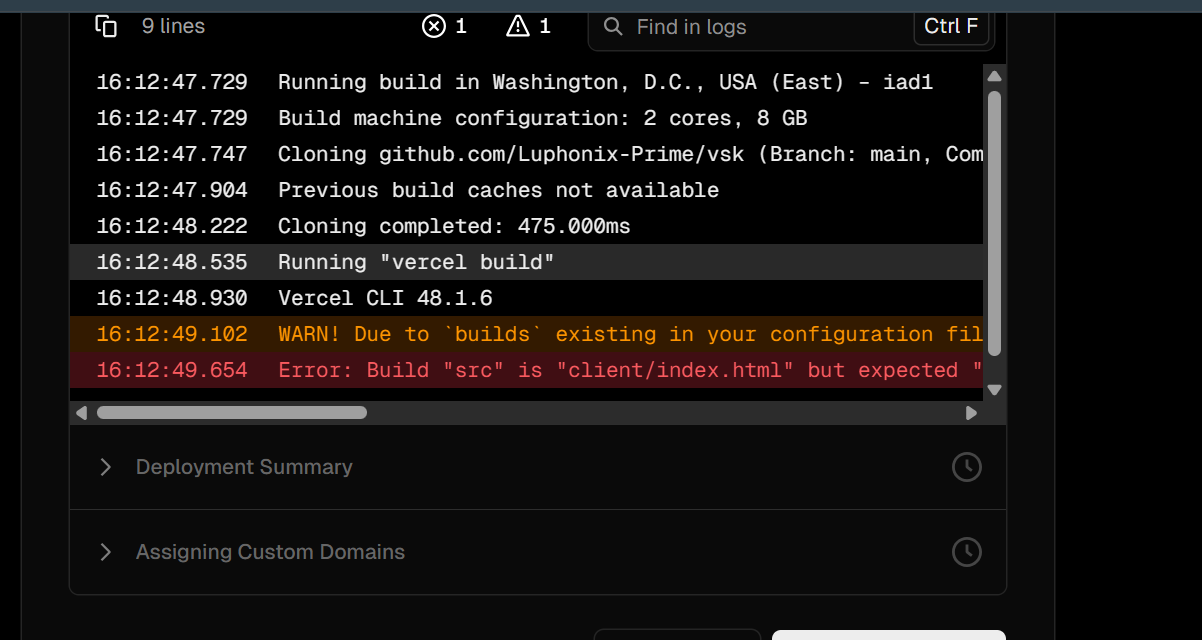 9 lines
1
1
Find in logs
Ctrl F
16:12:47.729 Running build in Washington, D.C., USA (East) – iad1
16:12:47.729 Build machine configuration: 2 cores, 8 GB
16:12:47.747 Cloning github.com/Luphonix-Prime/vsk (Branch: main, Com
16:12:47.904 Previous build caches not available
16:12:48.222 Cloning completed: 475.000ms
16:12:48.535 Running "vercel build"
16:12:48.930 Vercel CLI 48.1.6
16:12:49.102 WARN! Due to `builds` existing in your configuration fil
16:12:49.654 Error: Build "src" is "client/index.html" but expected "
Deployment Summary
Assigning Custom Domains